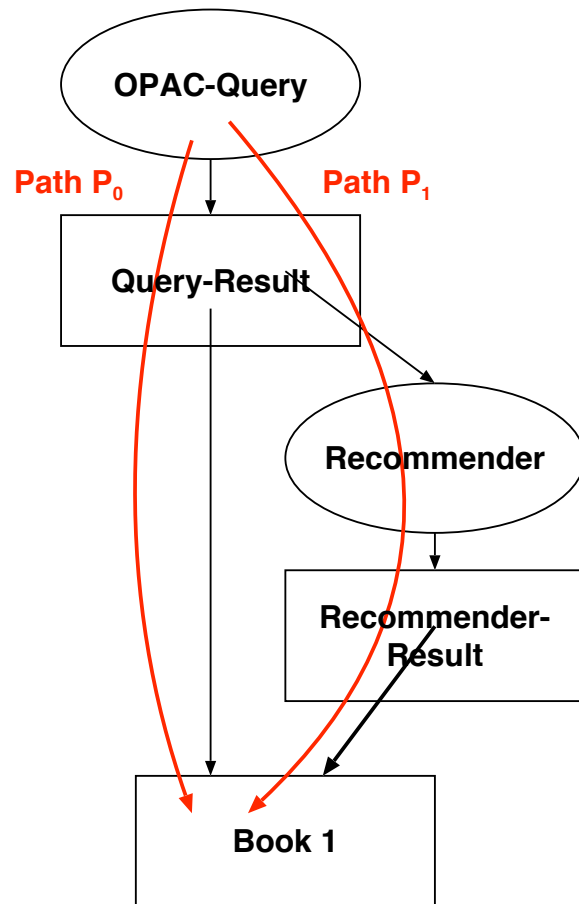 OPAC-Query
Path P₀
Path P₁
Query-Result
Recommender
Recommender-
Result
Book 1